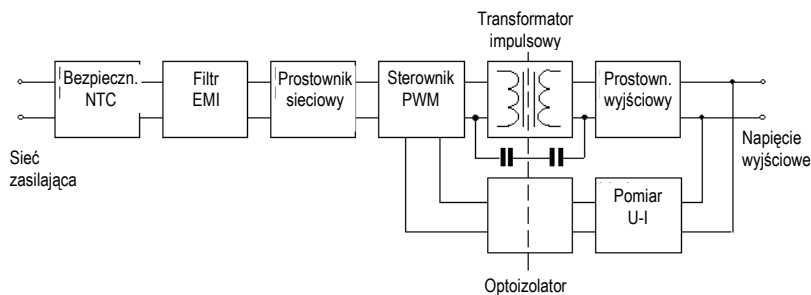 Transformator
impulsowy
Bezpieczn.
NTC
Filtr
EMI
Prostownik
sieciowy
Sterownik
PWM
Prostown.
wyjściowy
Sieć
zasilająca
Napięcie
wyjściowe
Pomiar
U-I
Optoizolator